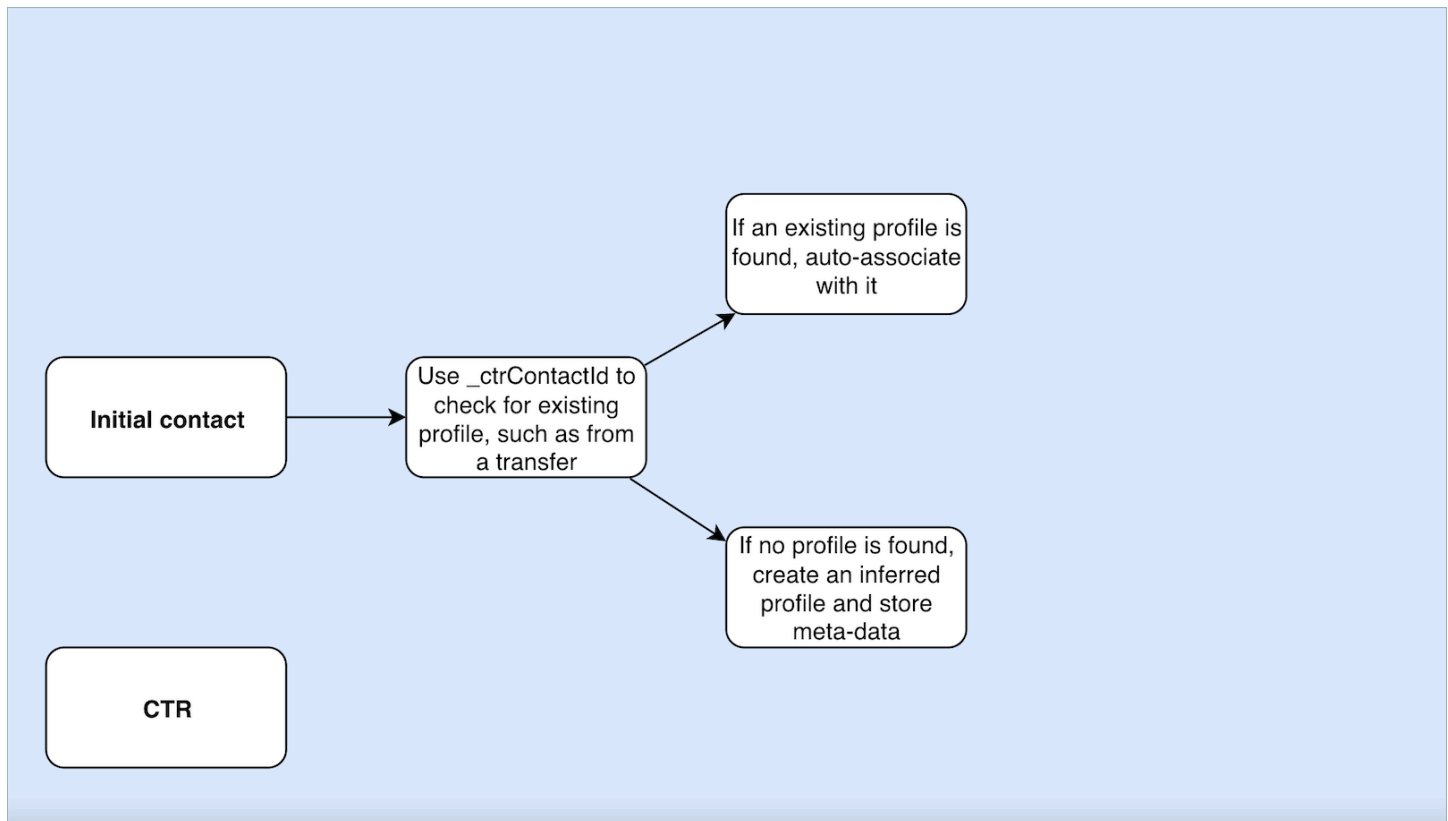 If an existing profile is
found, auto-associate
with it
Initial contact
Use _ctrContactId to
check for existing
profile, such as from
a transfer
If no profile is found,
create an inferred
profile and store
meta-data
CTR